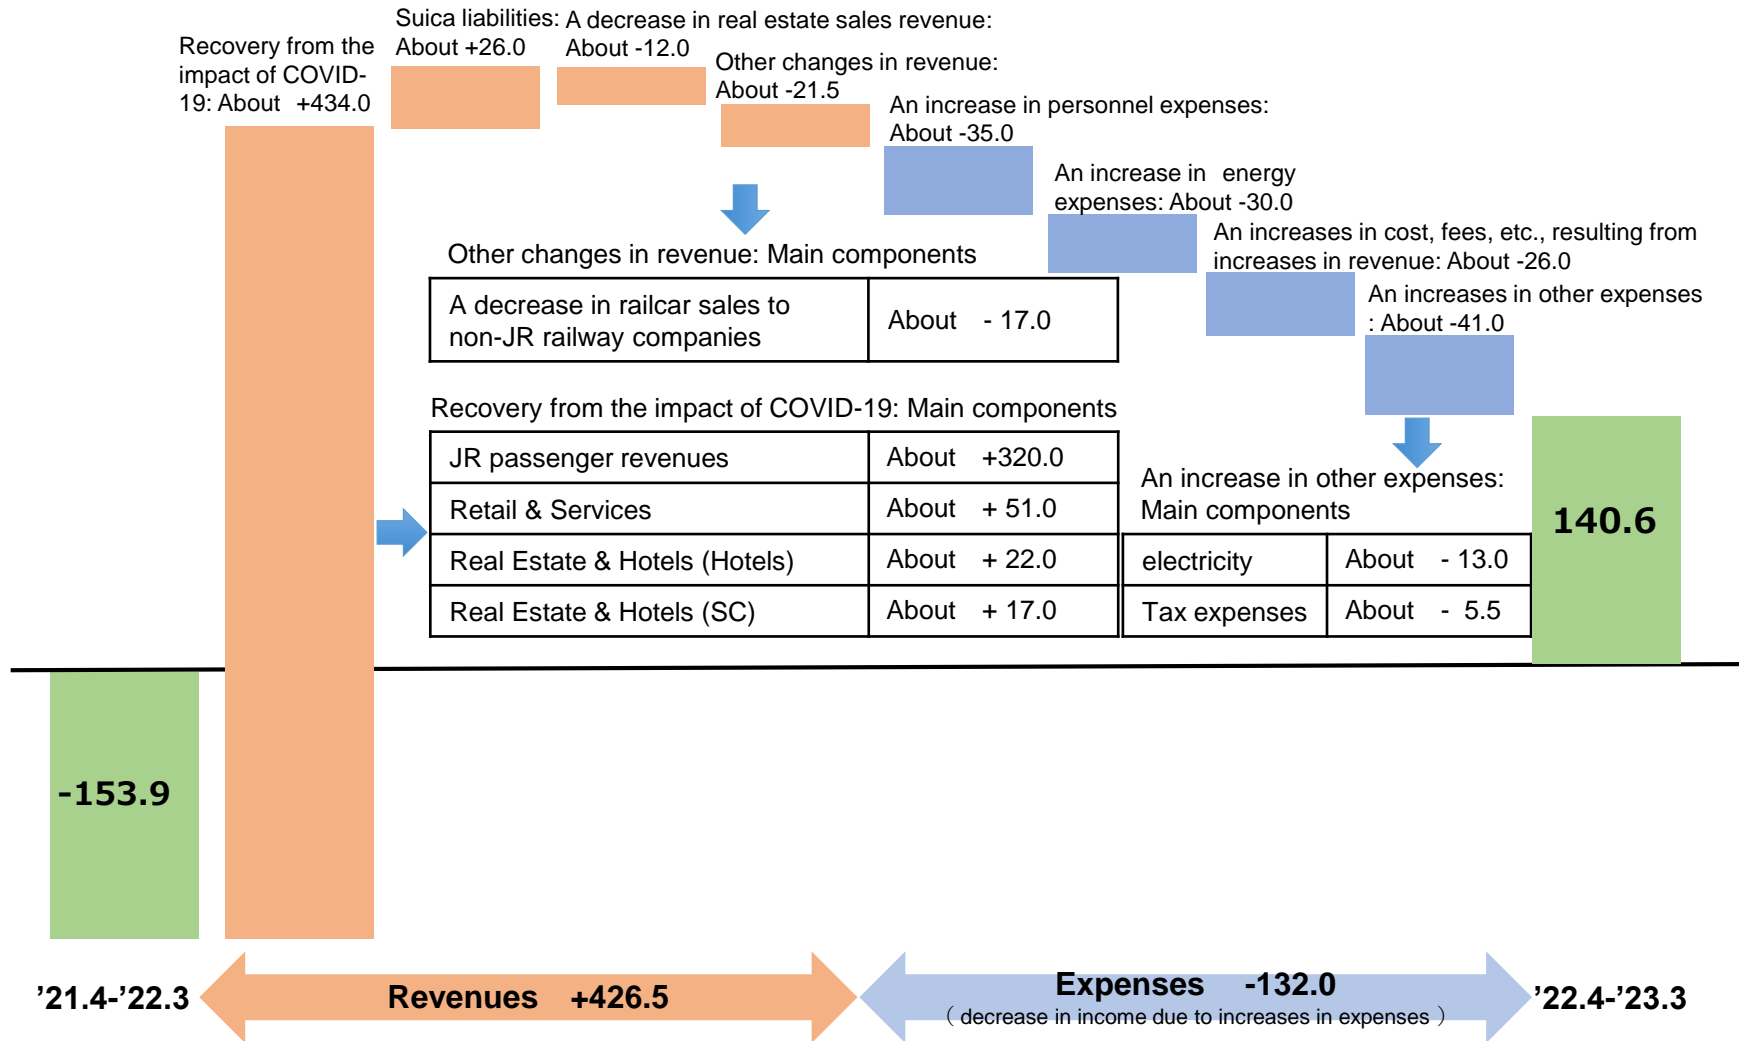 Recovery from the
impact of COVID-
19: About +434.0
Suica liabilities:
About +26.0
A decrease in real estate sales revenue:
About -12.0
Other changes in revenue:
About -21.5
An increase in personnel expenses:
About -35.0
An increase in energy
expenses: About -30.0
An increases in cost, fees, etc., resulting from
increases in revenue: About -26.0
An increases in other expenses
: About -41.0
Other changes in revenue: Main components
A decrease in railcar sales to
non-JR railway companies
About - 17.0
Recovery from the impact of COVID-19: Main components
JR passenger revenues About +320.0
Retail & Services About + 51.0
Real Estate & Hotels (Hotels) About + 22.0
Real Estate & Hotels (SC) About + 17.0
An increase in other expenses:
Main components
electricity About - 13.0
Tax expenses About - 5.5
140.6
-153.9
’21.4-’22.3
Revenues +426.5
Expenses -132.0
（ decrease in income due to increases in expenses ）
’22.4-’23.3